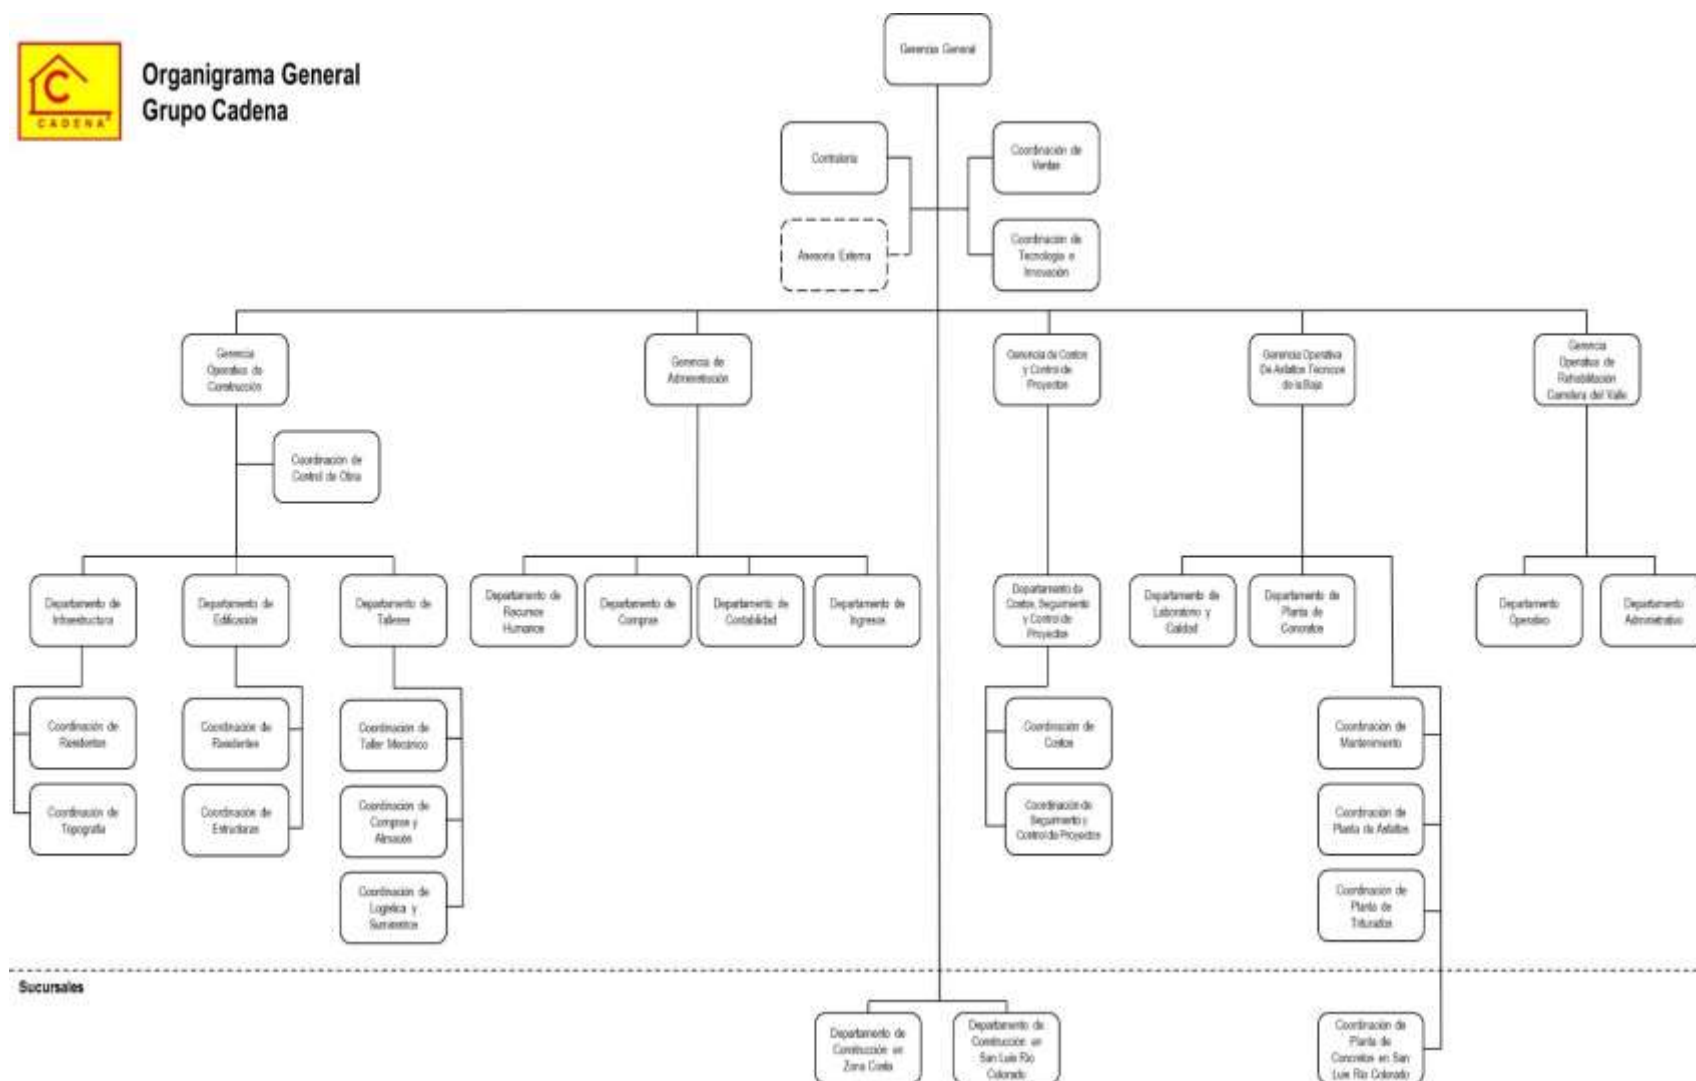 Gerencia General
Organigrama General
Grupo Cadena
CADENA
Contraloría
Coordinación de
Ventas
Asesoría Externa
Coordinación de
Tecnología e
Innovación
Gerencia
Operativa de
Construcción
Gerencia de
Administración
Gerencia de Costos
y Control de
Proyectos
Gerencia Operativa
De Asfaltos Técnicos
de la Baja
Gerencia
Operativa de
Rehabilitación
Carretera del Valle
Coordinación de
Control de Obra
Departamento de
Infraestructura
Departamento de
Edificación
Departamento de
Talleres
Departamento de
Recursos
Humanos
Departamento de
Compras
Departamento de
Contabilidad
Departamento de
Ingresos
Departamento de
Costos, Seguimiento
y Control de
Proyectos
Departamento de
Laboratorio y
Calidad
Departamento de
Planta de
Concretos
Departamento
Operativo
Departamento
Administrativo
Coordinación de
Residentes
Coordinación de
Residentes
Coordinación de
Taller Mecánico
Coordinación de
Costos
Coordinación de
Mantenimiento
Coordinación de
Topografía
Coordinación de
Estructuras
Coordinación de
Compras y
Almacén
Coordinación de
Seguimiento y
Control de Proyectos
Coordinación de
Planta de Asfaltos
Coordinación de
Logística y
Suministros
Coordinación de
Planta de
Triturados
Sucursales
Departamento de
Construcción en
Zona Costa
Departamento de
Construcción en
San Luis Río
Colorado
Coordinación de
Planta de
Concretos en San
Luis Río Colorado